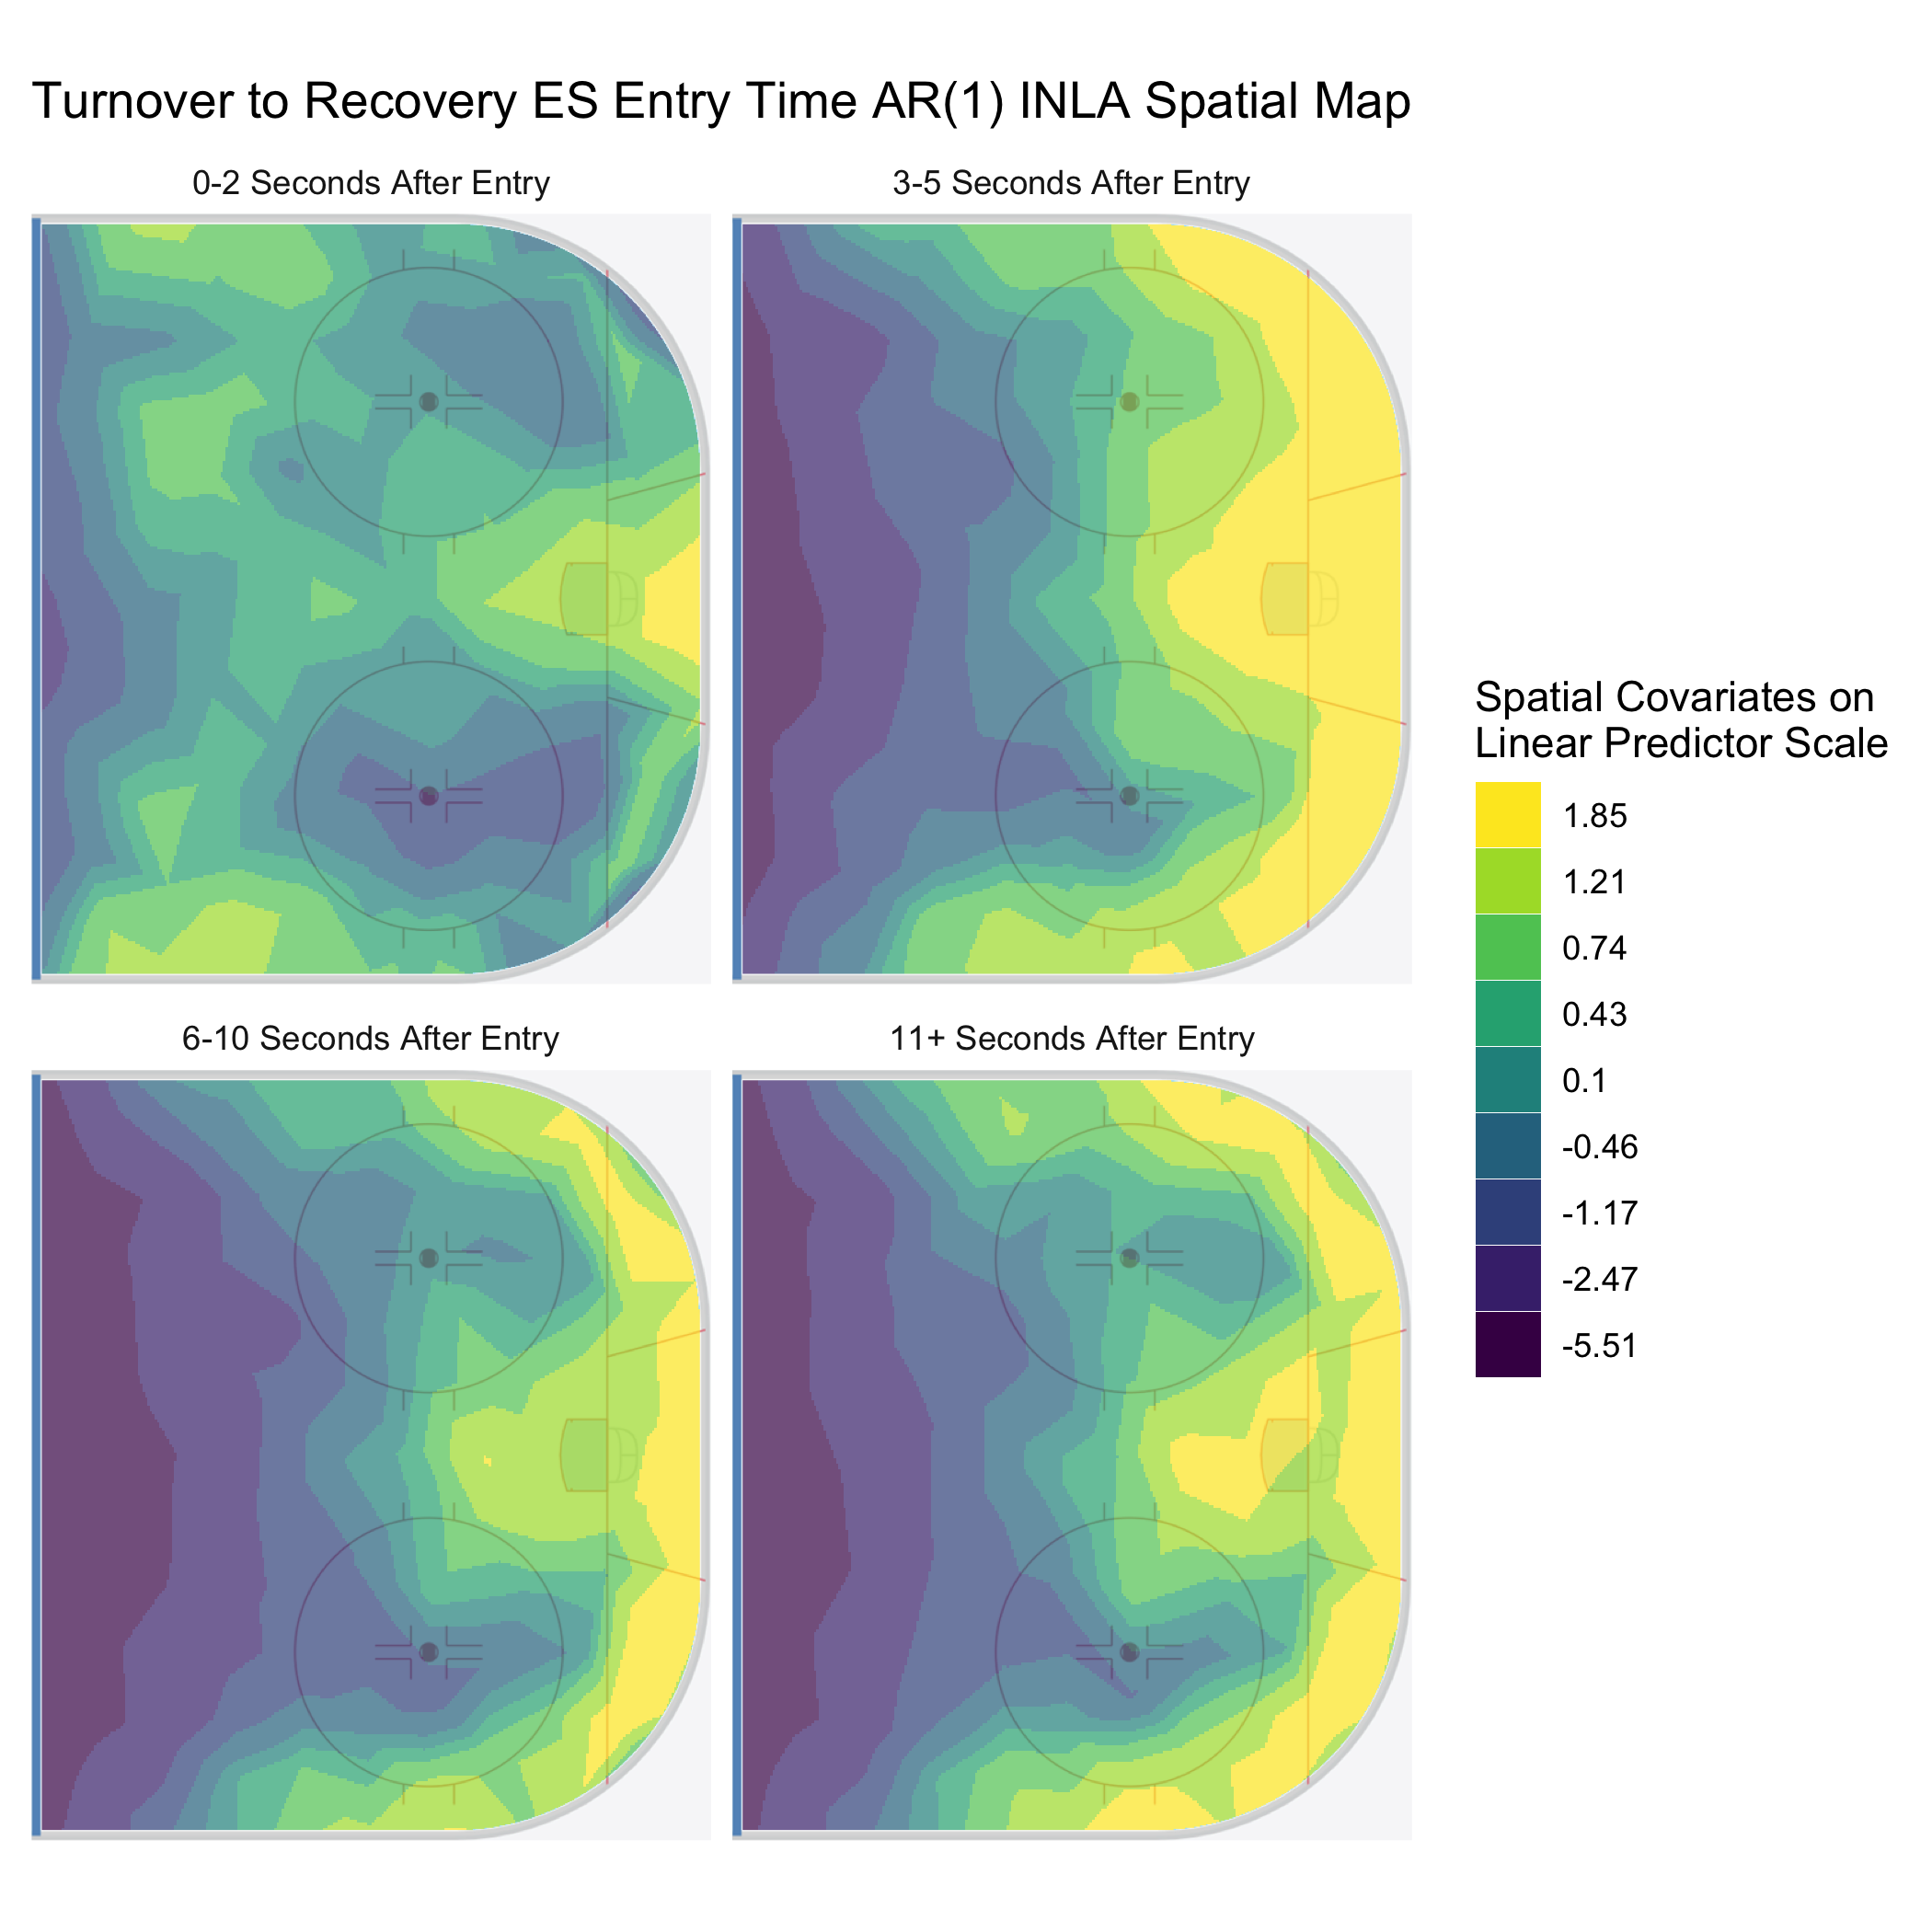 Turnover to Recovery ES Entry Time AR(1) INLA Spatial Map
0-2 Seconds After Entry
3-5 Seconds After Entry
6-10 Seconds After Entry
11+ Seconds After Entry
Spatial Covariates on
Linear Predictor Scale
1.85
1.21
0.74
0.43
0.1
-0.46
-1.17
-2.47
-5.51